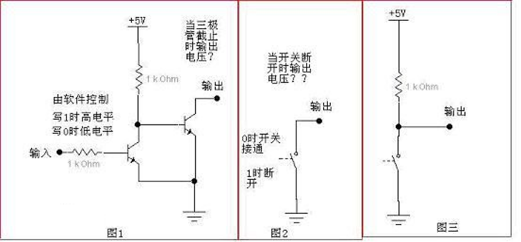 +5V
当三极
管截止
时输出
电压？
1 k Ohm
输出
由软件控制
写1时高电平
写0时低电平
输入
1 k Ohm
图1
当开关断
开时输出
电压？？
输出
0时开关
接通
1时断
开
图2
+5V
1 k Ohm
输出
图三